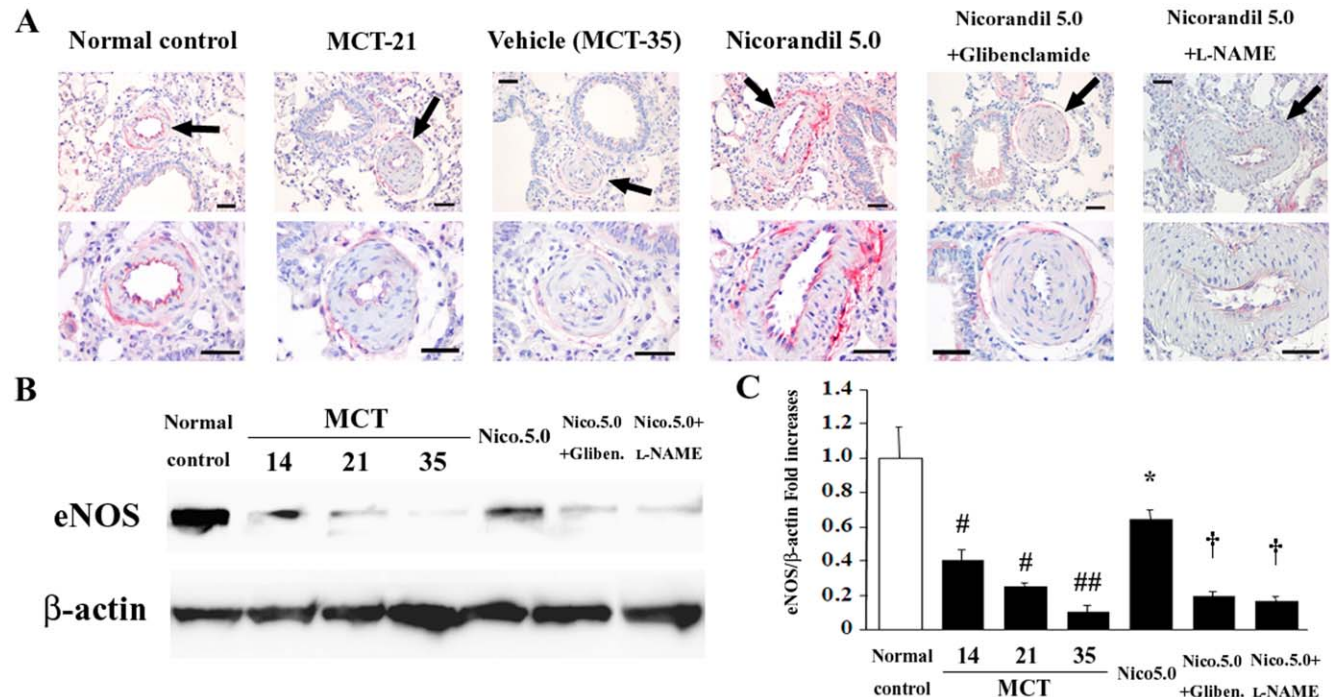 A
Normal control
MCT-21
Vehicle (MCT-35)
Nicorandil 5.0
Nicorandil 5.0
+Glibenclamide
Nicorandil 5.0
+L-NAME
B
Normal
control
MCT
14 21 35
Nico.5.0
Nico.5.0
+Gliben.
Nico.5.0+
L-NAME
eNOS
β-actin
C
eNOS/β-actin Fold increases
1.4
1.2
1.0
0.8
0.6
0.4
0.2
0
# # ## * † †
Normal
control
14 21 35
MCT
Nico5.0
Nico.5.0
+Gliben.
Nico.5.0+
L-NAME